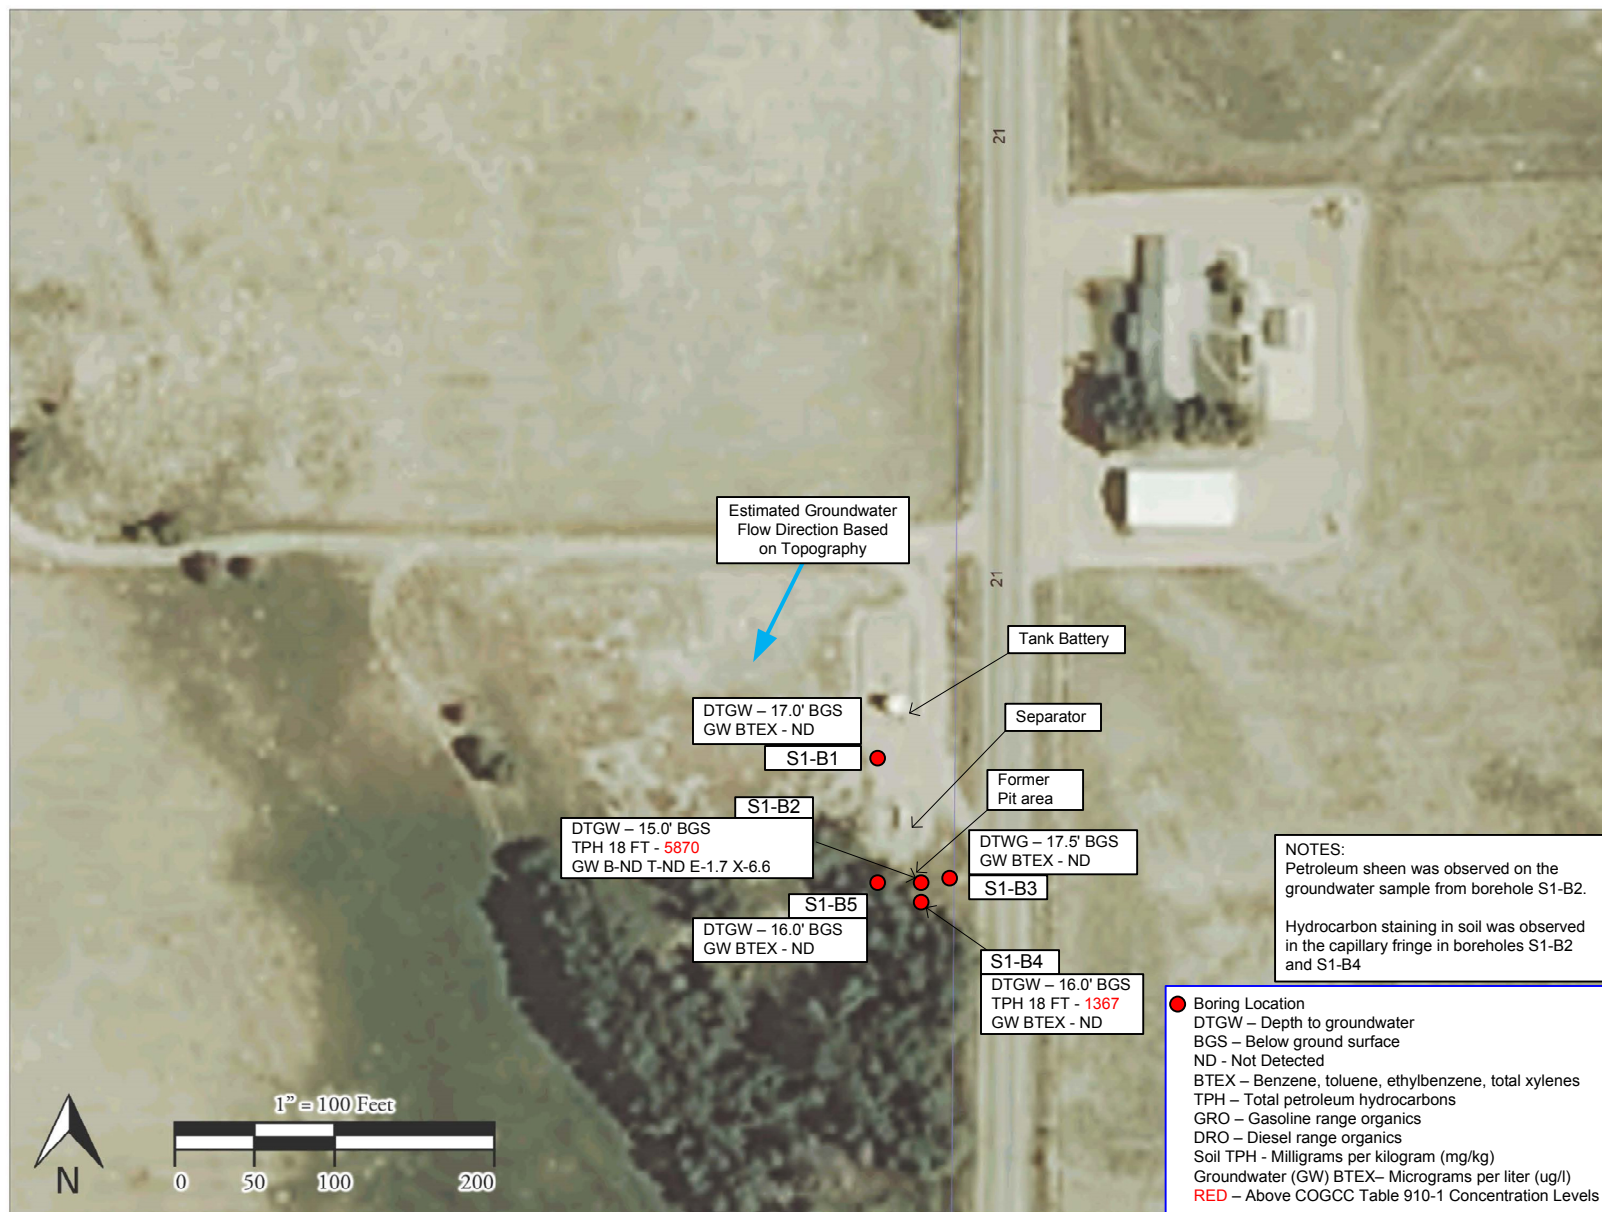 21
Estimated Groundwater
Flow Direction Based
on Topography
21
Tank Battery
DTGW – 17.0' BGS
GW BTEX - ND
S1-B1
Separator
Former
Pit area
S1-B2
DTGW – 15.0' BGS
TPH 18 FT - 5870
GW B-ND T-ND E-1.7 X-6.6
DTWG – 17.5' BGS
GW BTEX - ND
S1-B3
S1-B5
DTGW – 16.0' BGS
GW BTEX - ND
S1-B4
DTGW – 16.0' BGS
TPH 18 FT - 1367
GW BTEX - ND
NOTES:
Petroleum sheen was observed on the
groundwater sample from borehole S1-B2.
Hydrocarbon staining in soil was observed
in the capillary fringe in boreholes S1-B2
and S1-B4
Boring Location
DTGW – Depth to groundwater
BGS – Below ground surface
ND - Not Detected
BTEX – Benzene, toluene, ethylbenzene, total xylenes
TPH – Total petroleum hydrocarbons
GRO – Gasoline range organics
DRO – Diesel range organics
Soil TPH - Milligrams per kilogram (mg/kg)
Groundwater (GW) BTEX– Micrograms per liter (ug/l)
RED – Above COGCC Table 910-1 Concentration Levels
N
1” = 100 Feet
0 50 100 200